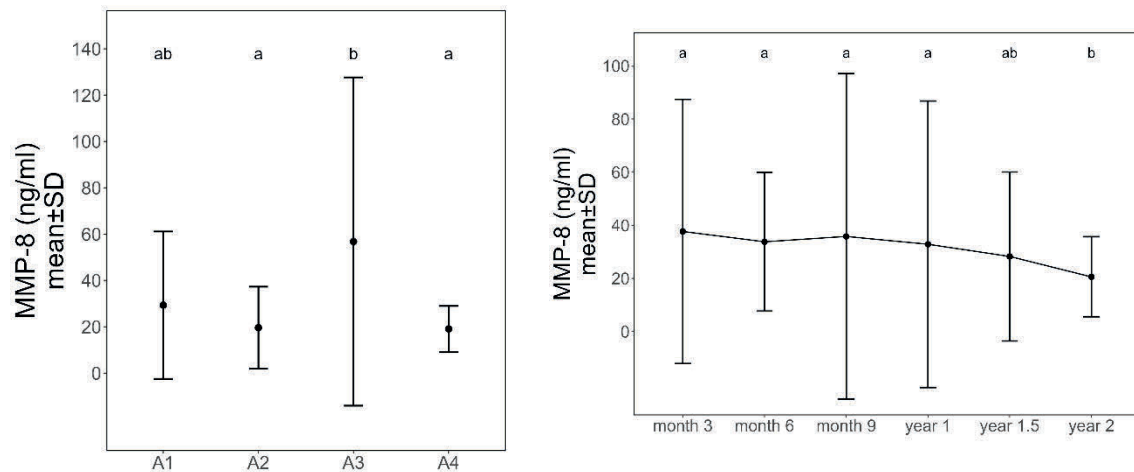 MMP-8 (ng/ml)
mean±SD
140
120
100
80
60
40
20
0
ab a b a
A1 A2 A3 A4
MMP-8 (ng/ml)
mean±SD
100
80
60
40
20
0
a a a a ab b
month 3 month 6 month 9 year 1 year 1.5 year 2